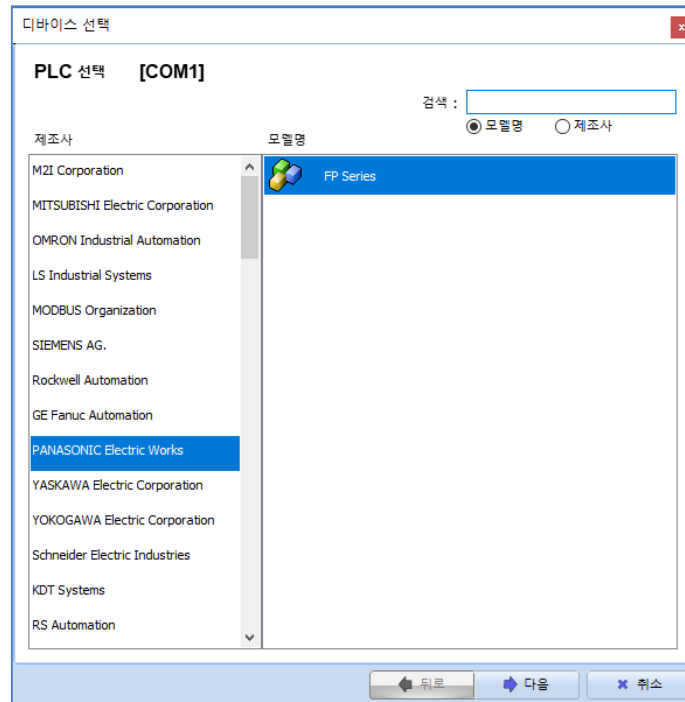 디바이스 선택
x
PLC 선택 [COM1]
검색 :
모델명 제조사
제조사 모델명
M2I Corporation
FP Series
MITSUBISHI Electric Corporation
OMRON Industrial Automation
LS Industrial Systems
MODBUS Organization
SIEMENS AG.
Rockwell Automation
GE Fanuc Automation
PANASONIC Electric Works
YASKAWA Electric Corporation
YOKOGAWA Electric Corporation
Schneider Electric Industries
KDT Systems
RS Automation
뒤로 다음 취소